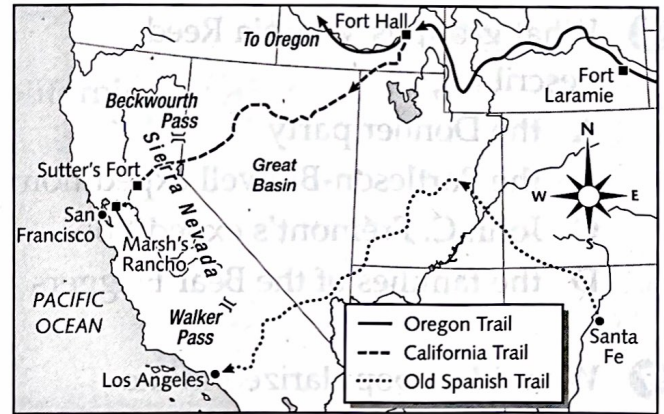 Fort Hall
To Oregon
Fort
Laramie
Beckwourth
Pass
Sierra Nevada
Great
Basin
Sutter's Fort
San
Francisco
Marsh's
Rancho
PACIFIC
OCEAN
Walker
Pass
Los Angeles
Santa
Fe
N
W
E
S
Oregon Trail
California Trail
Old Spanish Trail